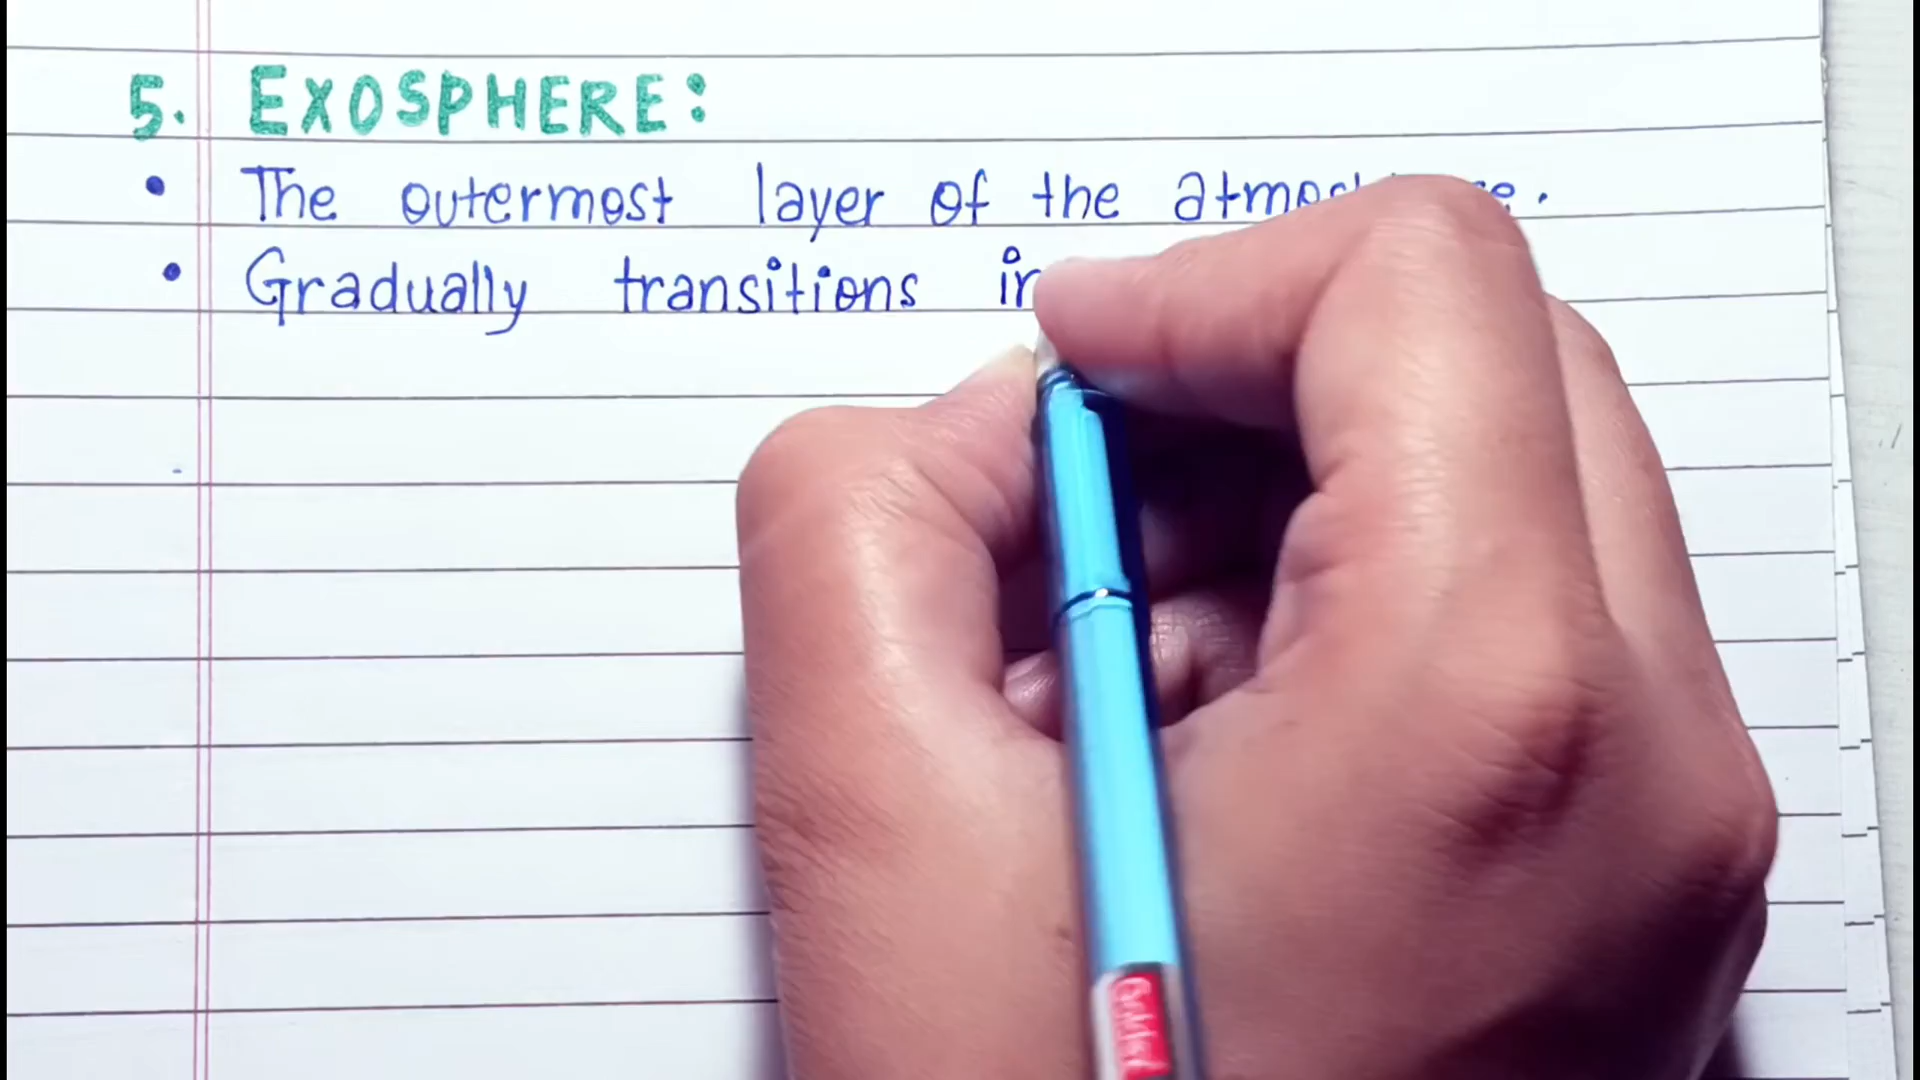 5. EXOSPHERE:
• The outermost layer of the
• Gradually transitions